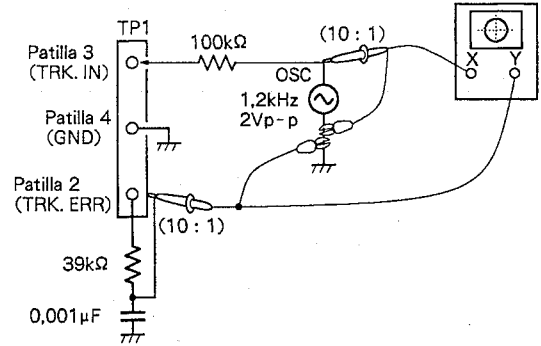 TP1
Patilla 3
(TRK. IN)
100kΩ
(10 : 1)
OSC
1,2kHz
2Vp-p
X
Y
Patilla 4
(GND)
Patilla 2
(TRK. ERR)
(10 : 1)
39kΩ
0,001μF